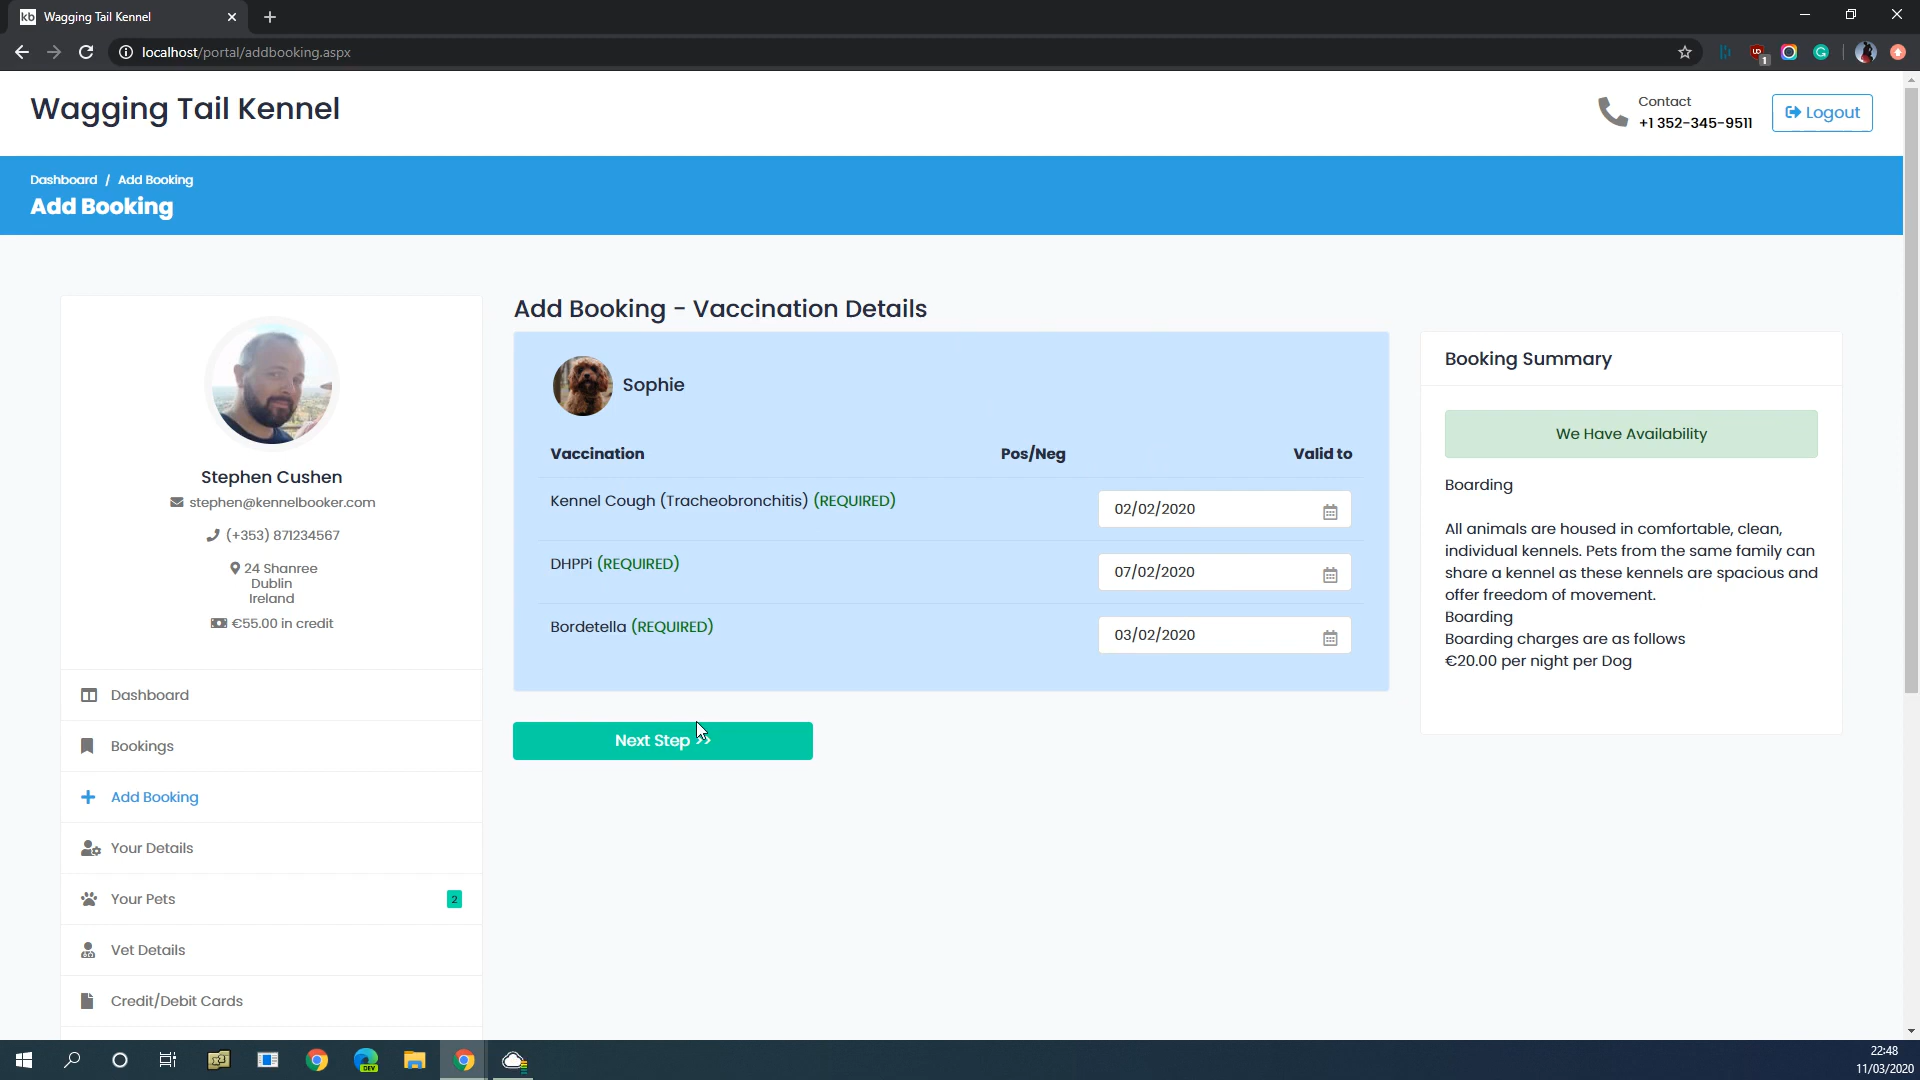 kb Wagging Tail Kennel
localhost/portal/addbooking.aspx
Wagging Tail Kennel
Contact
+1 352-345-9511
Logout
Dashboard / Add Booking
Add Booking
Stephen Cushen
stephen@kennelbooker.com
(+353) 871234567
24 Shanree
Dublin
Ireland
€55.00 in credit
Dashboard
Bookings
Add Booking
Your Details
Your Pets 2
Vet Details
Credit/Debit Cards
Add Booking - Vaccination Details
Sophie
Vaccination Pos/Neg Valid to
Kennel Cough (Tracheobronchitis) (REQUIRED) 02/02/2020
DHPPi (REQUIRED) 07/02/2020
Bordetella (REQUIRED) 03/02/2020
Next Step >>
Booking Summary
We Have Availability
Boarding
All animals are housed in comfortable, clean,
individual kennels. Pets from the same family can
share a kennel as these kennels are spacious and
offer freedom of movement.
Boarding
Boarding charges are as follows
€20.00 per night per Dog
DEV
22:48
11/03/2020